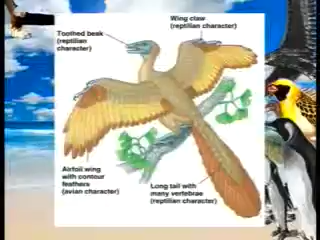 Wing claw
(reptilian character)
Toothed beak
(reptilian
character)
Airfoil wing
with contour
feathers
(avian character)
Long tail with
many vertebrae
(reptilian character)